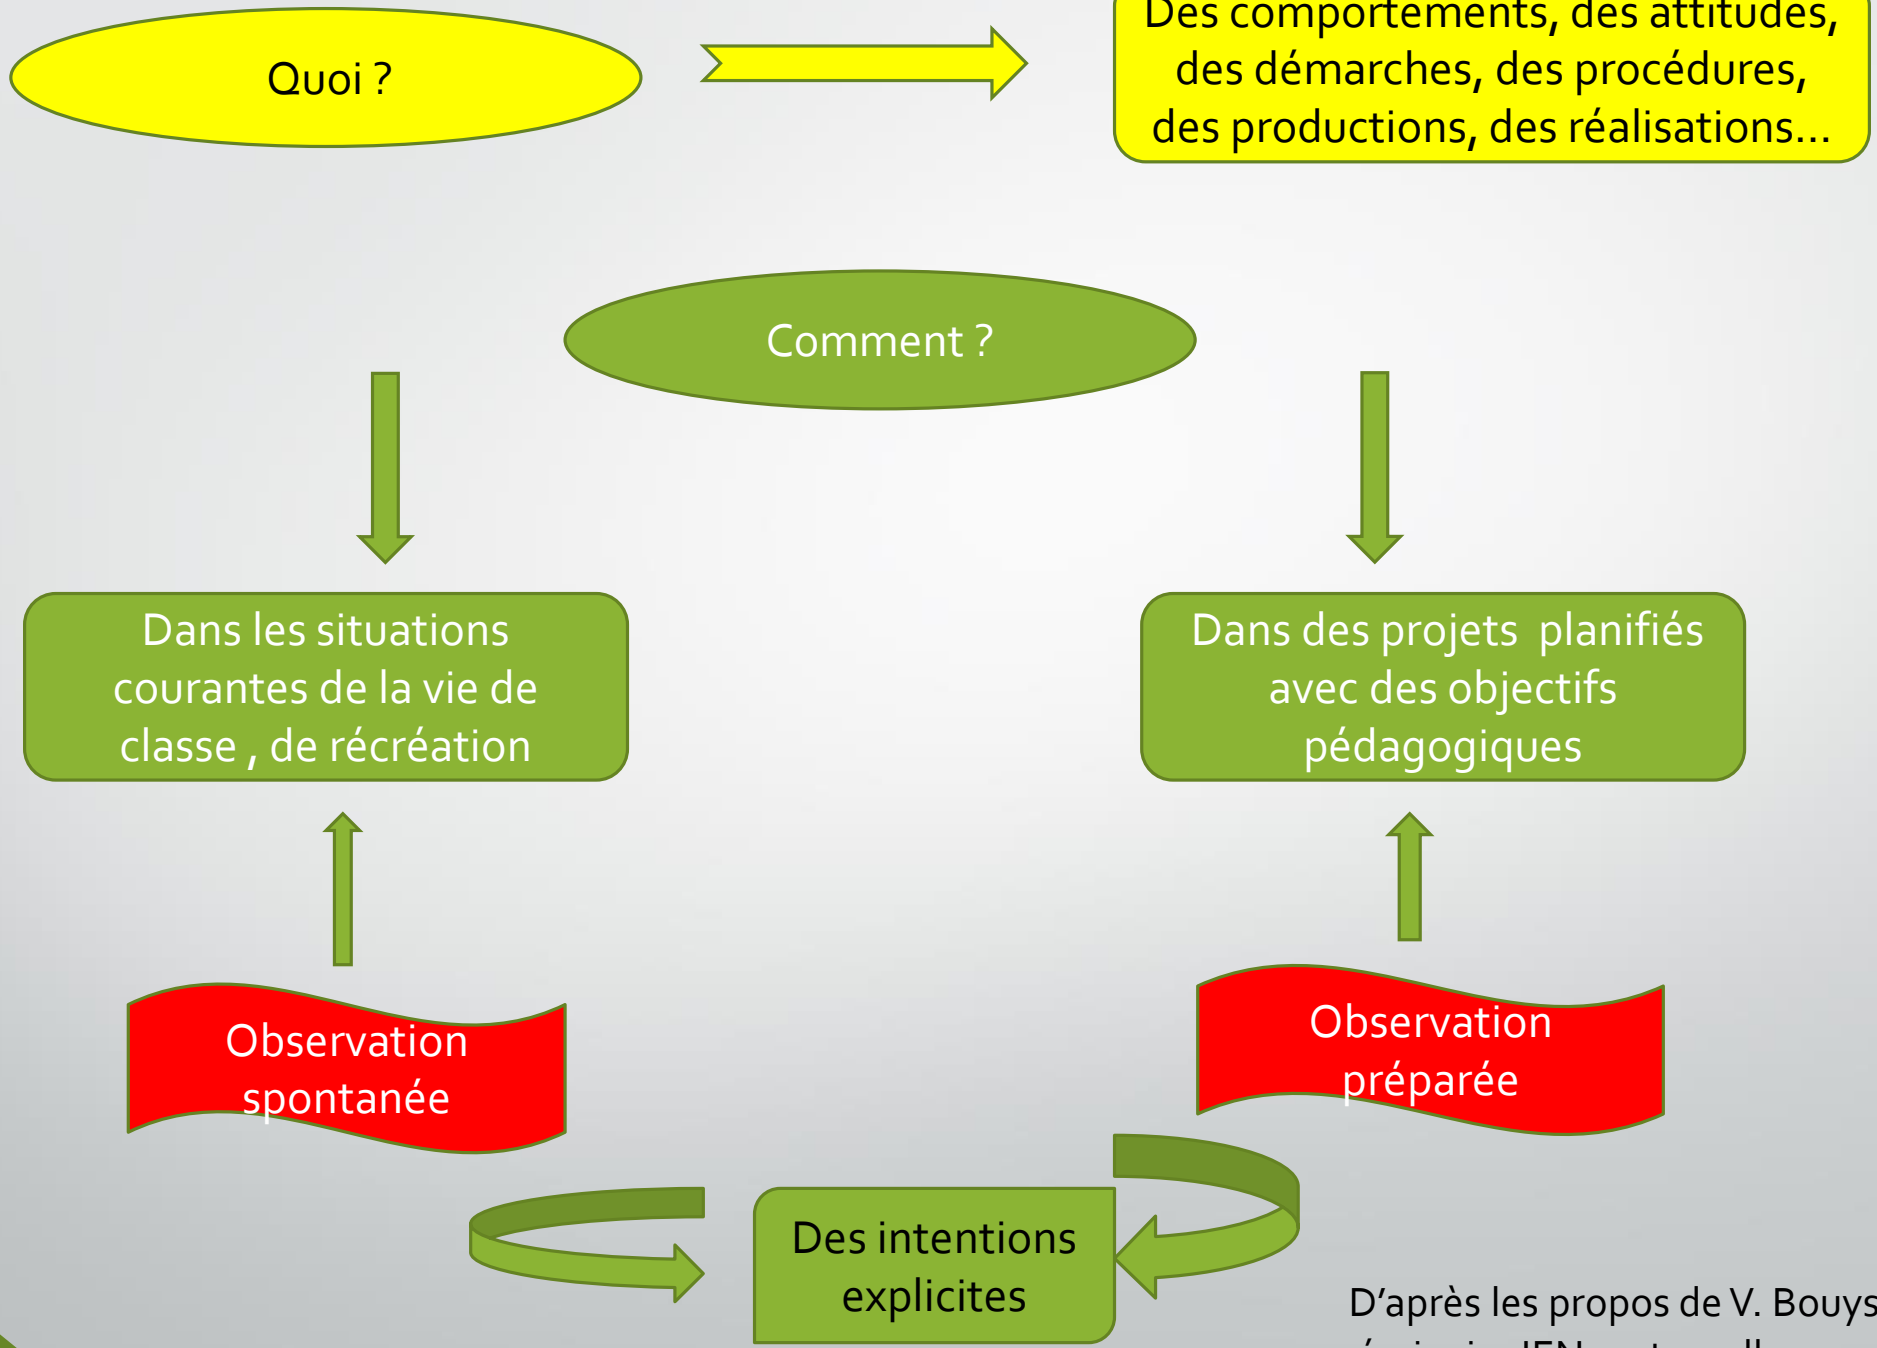 Quoi ?
Des comportements, des attitudes,
des démarches, des procédures,
des productions, des réalisations…
Comment ?
Dans les situations
courantes de la vie de
classe , de récréation
Dans des projets planifiés
avec des objectifs
pédagogiques
Observation
spontanée
Observation
préparée
Des intentions
explicites
D’après les propos de V. Bouys